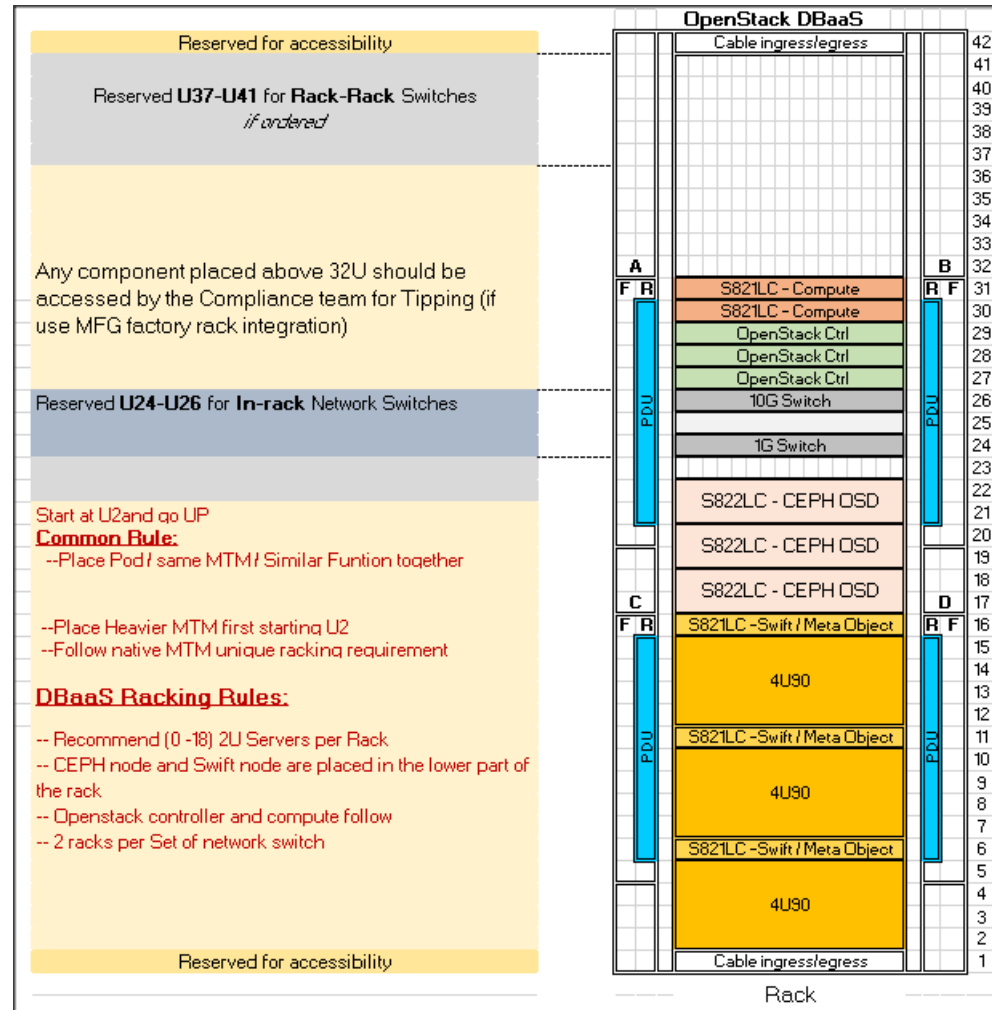 OpenStack DBaaS
Reserved for accessibility
Cable ingress/egress
42
41
Reserved U37-U41 for Rack-Rack Switches
if ordered
40
39
38
37
36
35
34
33
Any component placed above 32U should be
accessed by the Compliance team for Tipping (if
use MFG factory rack integration)
A
B
32
F R
S821LC - Compute
R F
31
S821LC - Compute
30
OpenStack Ctrl
29
OpenStack Ctrl
28
OpenStack Ctrl
27
Reserved U24-U26 for In-rack Network Switches
10G Switch
26
PDU
PDU
25
1G Switch
24
23
22
S822LC - CEPH OSD
21
Start at U2and go UP
Common Rule:
--Place Pod / same MTM / Similar Funtion together
20
S822LC - CEPH OSD
19
18
S822LC - CEPH OSD
C
D
17
--Place Heavier MTM first starting U2
--Follow native MTM unique racking requirement
F R
S821LC -Swift / Meta Object
R F
16
15
4U90
14
13
12
DBaaS Racking Rules:
-- Recommend (0 -18) 2U Servers per Rack
-- CEPH node and Swift node are placed in the lower part of
the rack
-- Openstack controller and compute follow
-- 2 racks per Set of network switch
S821LC -Swift / Meta Object
11
PDU
PDU
10
4U90
9
8
7
S821LC -Swift / Meta Object
6
5
4
4U90
3
2
Reserved for accessibility
Cable ingress/egress
1
Rack